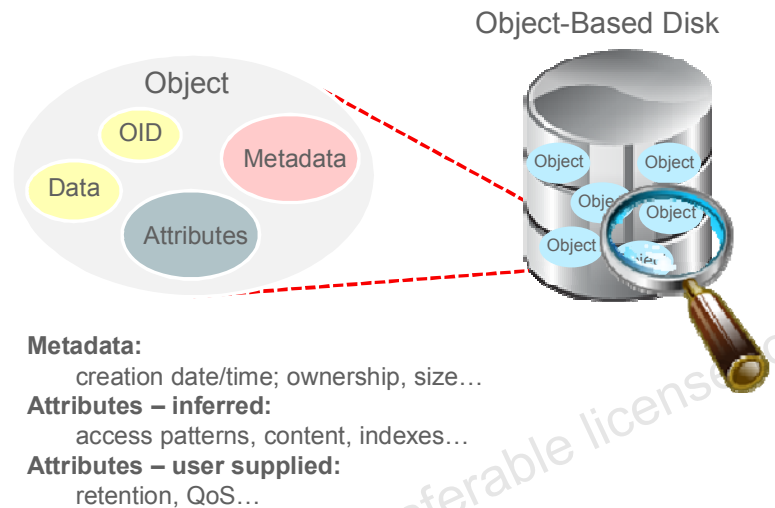 Object-Based Disk
Object
OID
Metadata
Data
Attributes
Object
Object
Object
Object
Metadata:
creation date/time; ownership, size…
Attributes – inferred:
access patterns, content, indexes…
Attributes – user supplied:
retention, QoS…